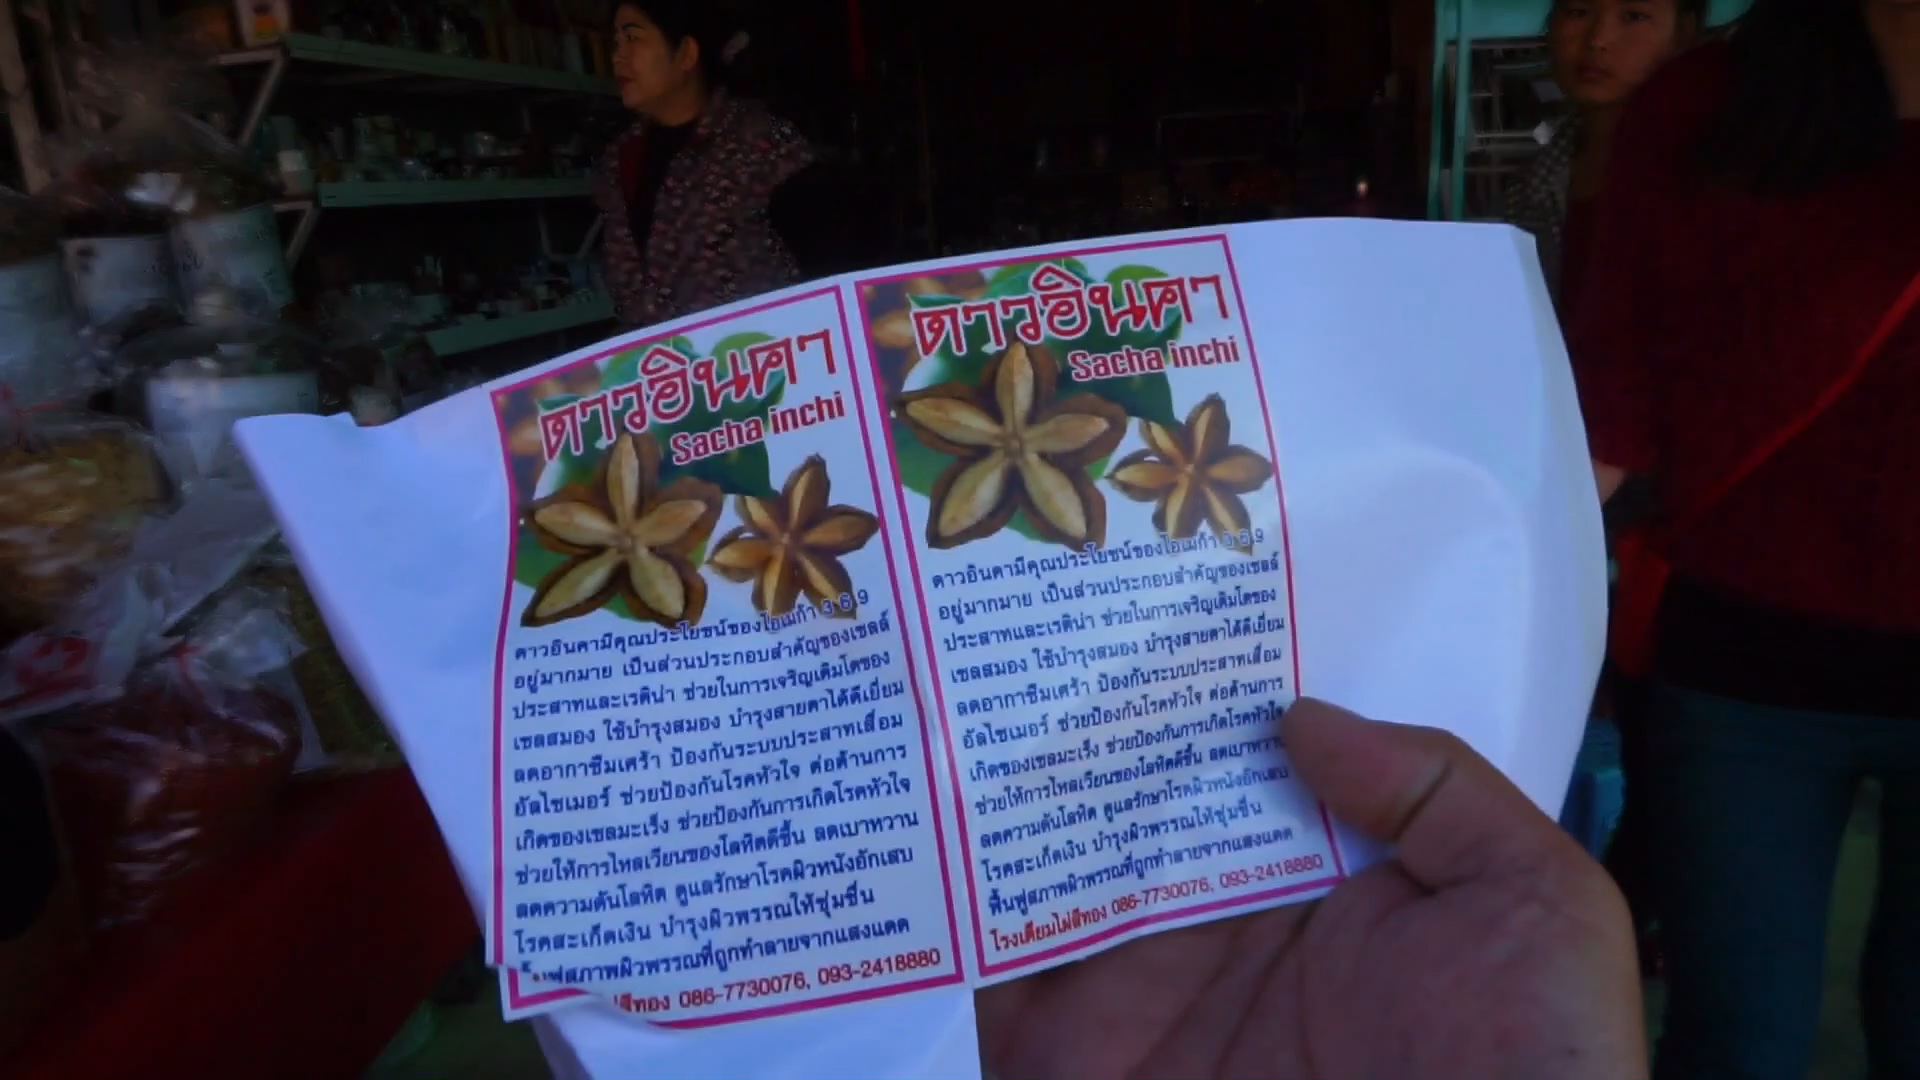 ดาวอินคา
Sacha inchi
ดาวอินคามีคุณประโยชน์ของโอเมก้า 3 6 9
อยู่มากมาย เป็นส่วนประกอบสำคัญของเซลล์
ประสาทและเรติน่า ช่วยในการเจริญเติมโตของ
เซลสมอง ใช้บำรุงสมอง บำรุงสายตาได้ดีเยี่ยม
ลดอากาซึมเศร้า ป้องกันระบบประสาทเสื่อม
อัลไซเมอร์ ช่วยป้องกันโรคหัวใจ ต่อต้านการ
เกิดของเซลมะเร็ง ช่วยป้องกันการเกิดโรคหัวใจ
ช่วยให้การไหลเวียนของโลหิตดีขึ้น ลดเบาหวาน
ลดความดันโลหิต ดูแลรักษาโรคผิวหนังอักเสบ
โรคสะเก็ดเงิน บำรุงผิวพรรณให้ชุ่มชื่น
ฟูสภาพผิวพรรณที่ถูกทำลายจากแสงแดด
สีทอง 086-7730076, 093-2418880
ดาวอินคา
Sacha inchi
ดาวอินคามีคุณประโยชน์ของโอเมก้า 3 6 9
อยู่มากมาย เป็นส่วนประกอบสำคัญของเซลล์
ประสาทและเรติน่า ช่วยในการเจริญเติมโตของ
เซลสมอง ใช้บำรุงสมอง บำรุงสายตาได้ดีเยี่ยม
ลดอากาซึมเศร้า ป้องกันระบบประสาทเสื่อม
อัลไซเมอร์ ช่วยป้องกันโรคหัวใจ ต่อต้านการ
เกิดของเซลมะเร็ง ช่วยป้องกันการเกิดโรคหัวใจ
ช่วยให้การไหลเวียนของโลหิตดีขึ้น ลดเบาหวาน
ลดความดันโลหิต ดูแลรักษาโรคผิวหนังอักเสบ
โรคสะเก็ดเงิน บำรุงผิวพรรณให้ชุ่มชื่น
ฟื้นฟูสภาพผิวพรรณที่ถูกทำลายจากแสงแดด
โรงเตียมไผ่สีทอง 086-7730076, 093-2418880